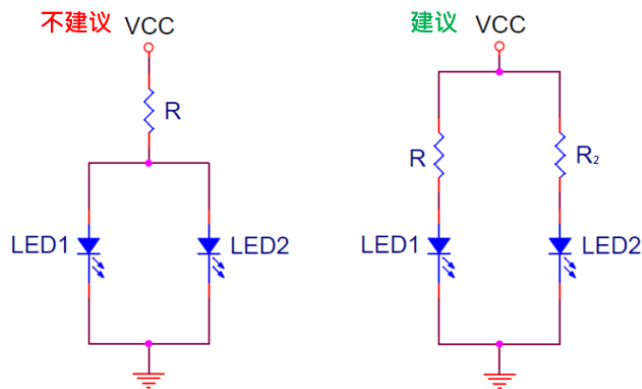 不建议 VCC
R
LED1
LED2
建议 VCC
R
R2
LED1
LED2